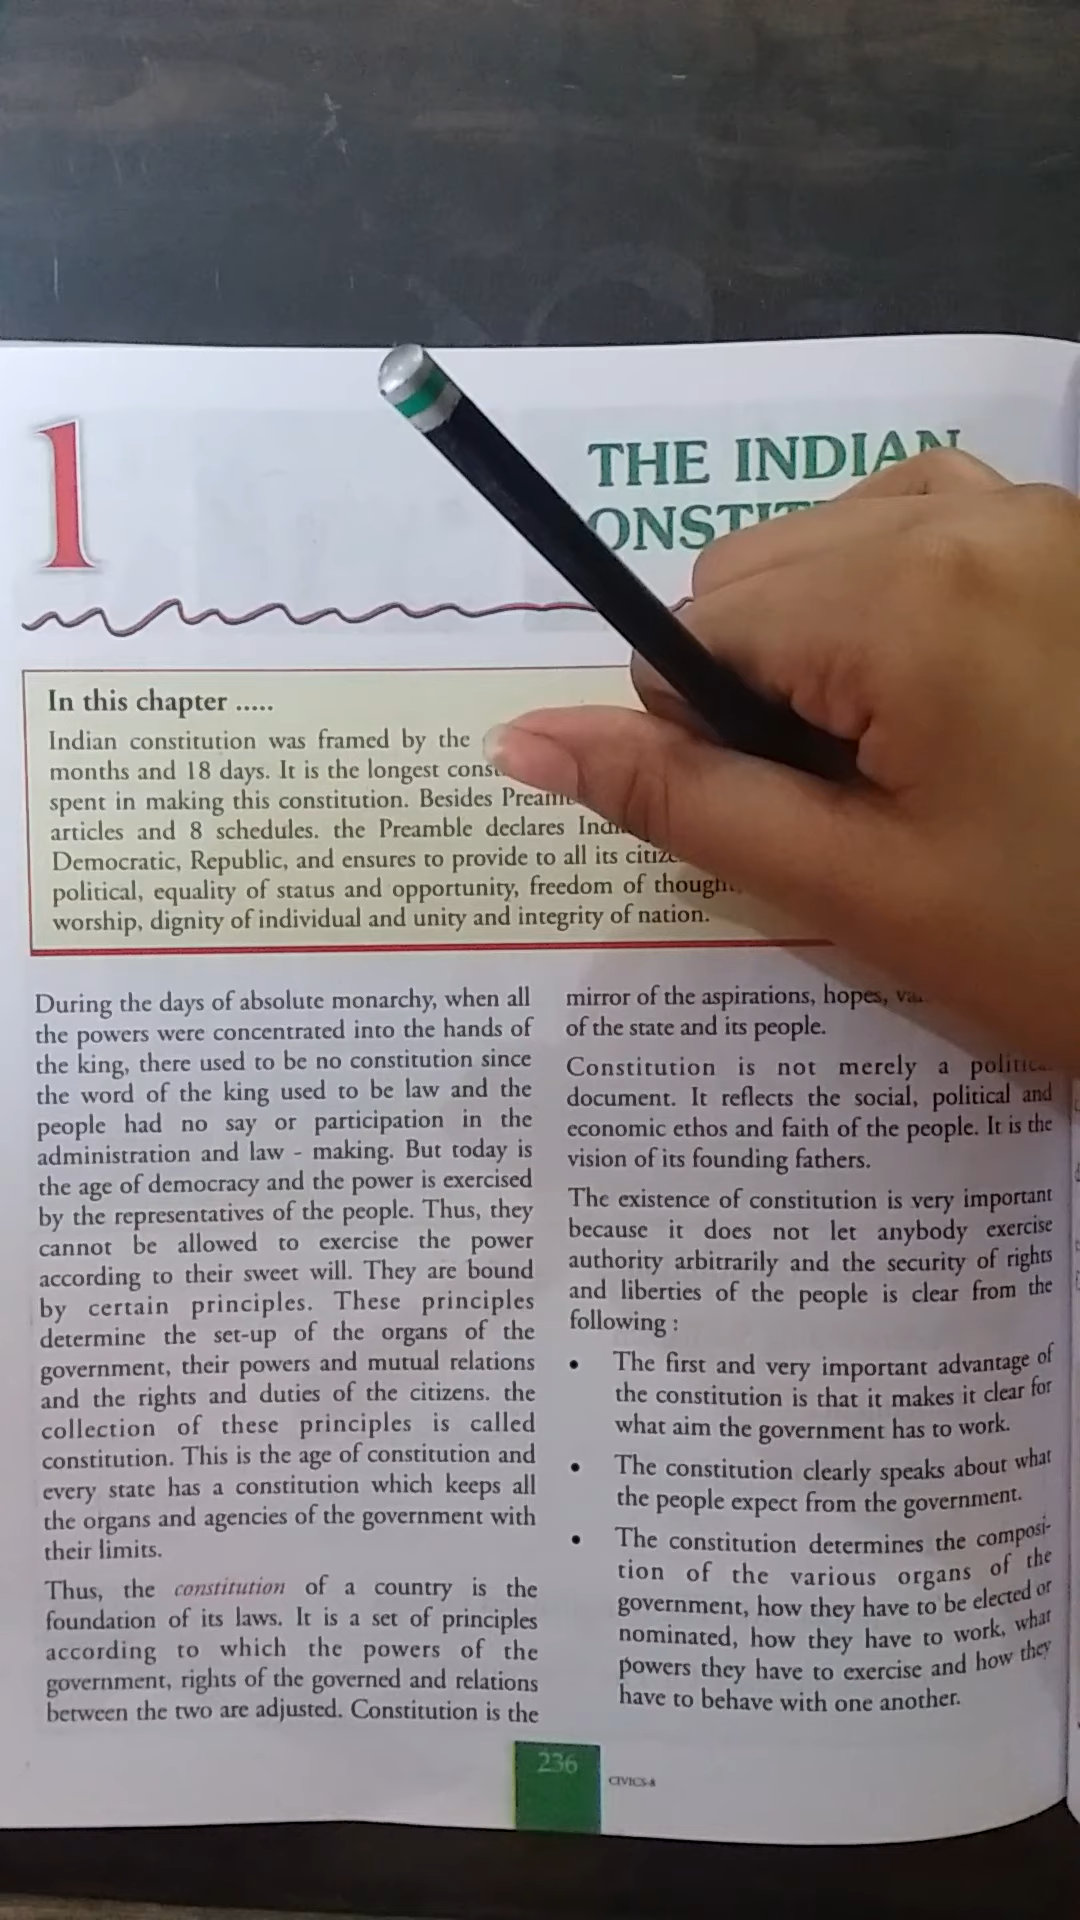 1
THE INDIAN
In this chapter .....
Indian constitution was framed by the
months and 18 days. It is the longest
spent in making this constitution. Besides
articles and 8 schedules. the Preamble declares
Democratic, Republic, and ensures to provide to all its
political, equality of status and opportunity, freedom of
worship, dignity of individual and unity and integrity of nation.
During the days of absolute monarchy, when all
the powers were concentrated into the hands of
the king, there used to be no constitution since
the word of the king used to be law and the
people had no say or participation in the
administration and law - making. But today is
the age of democracy and the power is exercised
by the representatives of the people. Thus, they
cannot be allowed to exercise the power
according to their sweet will. They are bound
by certain principles. These principles
determine the set-up of the organs of the
government, their powers and mutual relations
and the rights and duties of the citizens. the
collection of these principles is called
constitution. This is the age of constitution and
every state has a constitution which keeps all
the organs and agencies of the government with
their limits.
Thus, the constitution of a country is the
foundation of its laws. It is a set of principles
according to which the powers of the
government, rights of the governed and relations
between the two are adjusted. Constitution is the
mirror of the aspirations, hopes,
of the state and its people.
Constitution is not merely a
document. It reflects the social, political and
economic ethos and faith of the people. It is the
vision of its founding fathers.
The existence of constitution is very important
because it does not let anybody exercise
authority arbitrarily and the security of rights
and liberties of the people is clear from the
following :
• The first and very important advantage of
the constitution is that it makes it clear for
what aim the government has to work.
• The constitution clearly speaks about what
the people expect from the government.
• The constitution determines the composi-
tion of the various organs of the
government, how they have to be elected or
nominated, how they have to work, what
powers they have to exercise and how they
have to behave with one another.
236
CIVICS-8